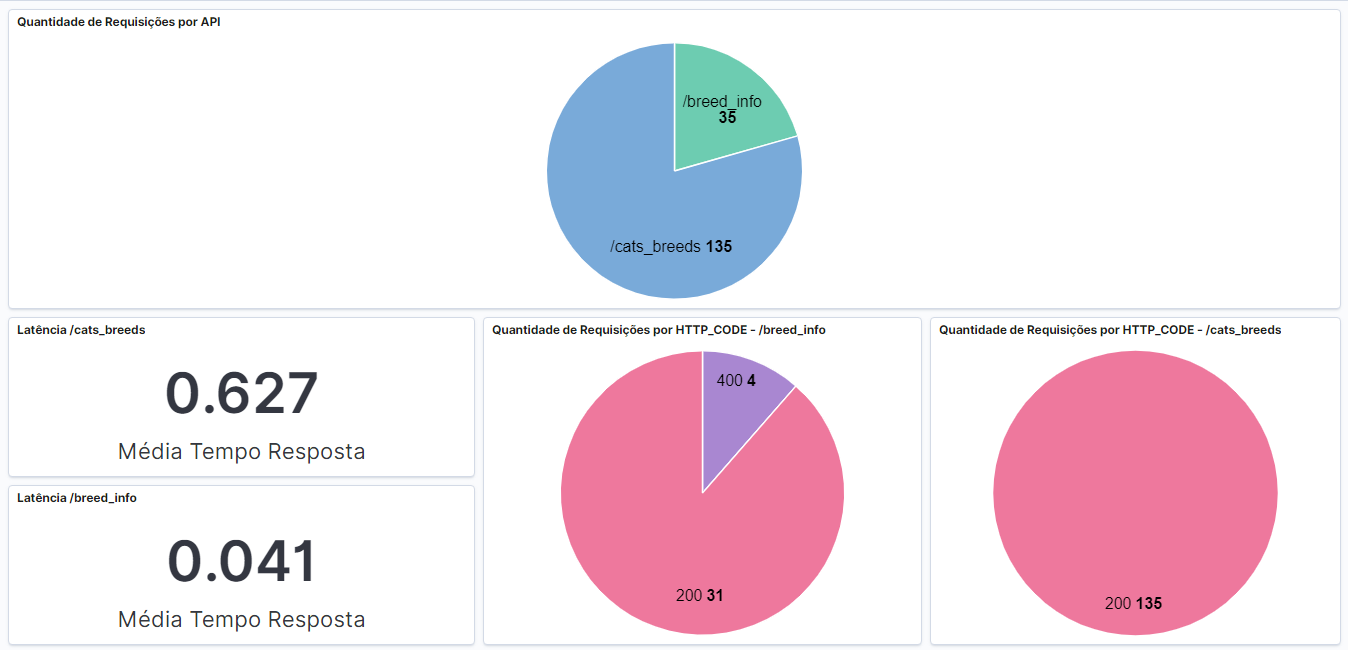 Quantidade de Requisições por API
/breed_info
35
/cats_breeds 135
Latência /cats_breeds
0.627
Média Tempo Resposta
Latência /breed_info
0.041
Média Tempo Resposta
Quantidade de Requisições por HTTP_CODE - /breed_info
400 4
200 31
Quantidade de Requisições por HTTP_CODE - /cats_breeds
200 135